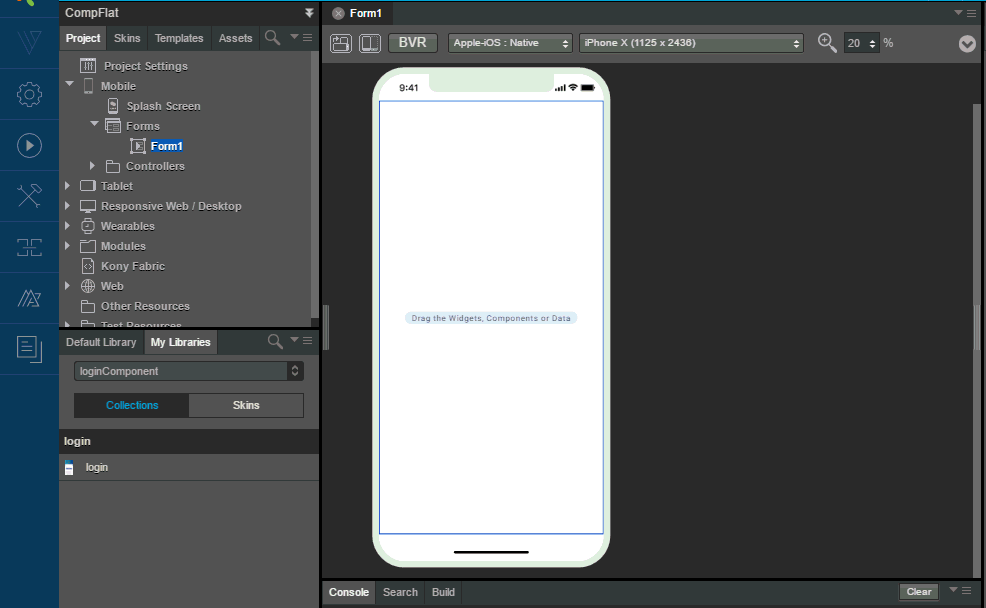 CompFlat
Project Skins Templates Assets
Project Settings
Mobile
Splash Screen
Forms
Form1
Controllers
Tablet
Responsive Web / Desktop
Wearables
Modules
Kony Fabric
Web
Other Resources
Test Resources
Default Library My Libraries
loginComponent
Collections Skins
login
login
Form1
BVR Apple-iOS : Native iPhone X (1125 x 2436) 20 %
9:41
Drag the Widgets, Components or Data
Console Search Build Clear